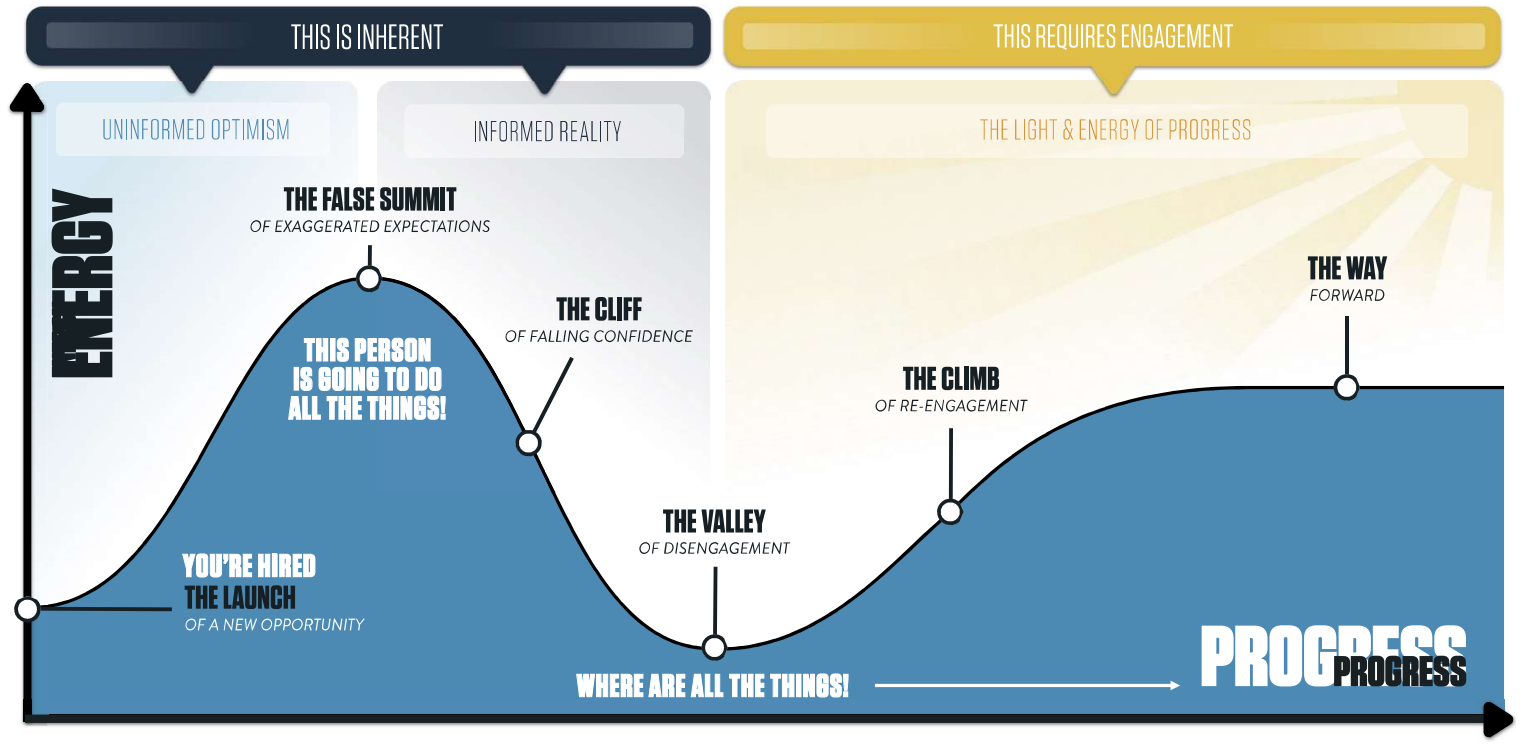 THIS IS INHERENT
THIS REQUIRES ENGAGEMENT
UNINFORMED OPTIMISM
INFORMED REALITY
THE LIGHT & ENERGY OF PROGRESS
ENERGY
THE FALSE SUMMIT
OF EXAGGERATED EXPECTATIONS
THE CLIFF
OF FALLING CONFIDENCE
THE WAY
FORWARD
THIS PERSON
IS GOING TO DO
ALL THE THINGS!
THE CLIMB
OF RE-ENGAGEMENT
THE VALLEY
OF DISENGAGEMENT
YOU'RE HIRED
THE LAUNCH
OF A NEW OPPORTUNITY
WHERE ARE ALL THE THINGS!
PROGRESS
PROGRESS